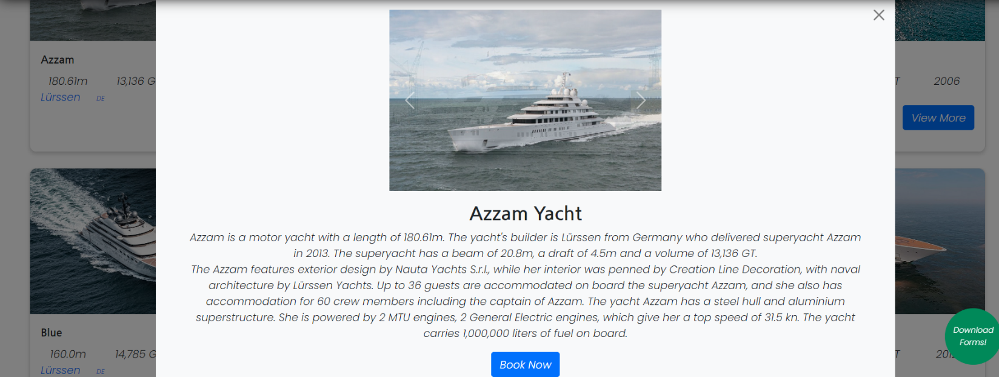 Azzam
180.61m 13,136 G
Lürssen DE
T 2006
View More
Azzam Yacht
Azzam is a motor yacht with a length of 180.61m. The yacht's builder is Lürssen from Germany who delivered superyacht Azzam
in 2013. The superyacht has a beam of 20.8m, a draft of 4.5m and a volume of 13,136 GT.
The Azzam features exterior design by Nauta Yachts S.r.l., while her interior was penned by Creation Line Decoration, with naval
architecture by Lürssen Yachts. Up to 36 guests are accommodated on board the superyacht Azzam, and she also has
accommodation for 60 crew members including the captain of Azzam. The yacht Azzam has a steel hull and aluminium
superstructure. She is powered by 2 MTU engines, 2 General Electric engines, which give her a top speed of 31.5 kn. The yacht
carries 1,000,000 liters of fuel on board.
Book Now
Blue
160.0m 14,785 G
Lürssen DE
T
Download
Forms!